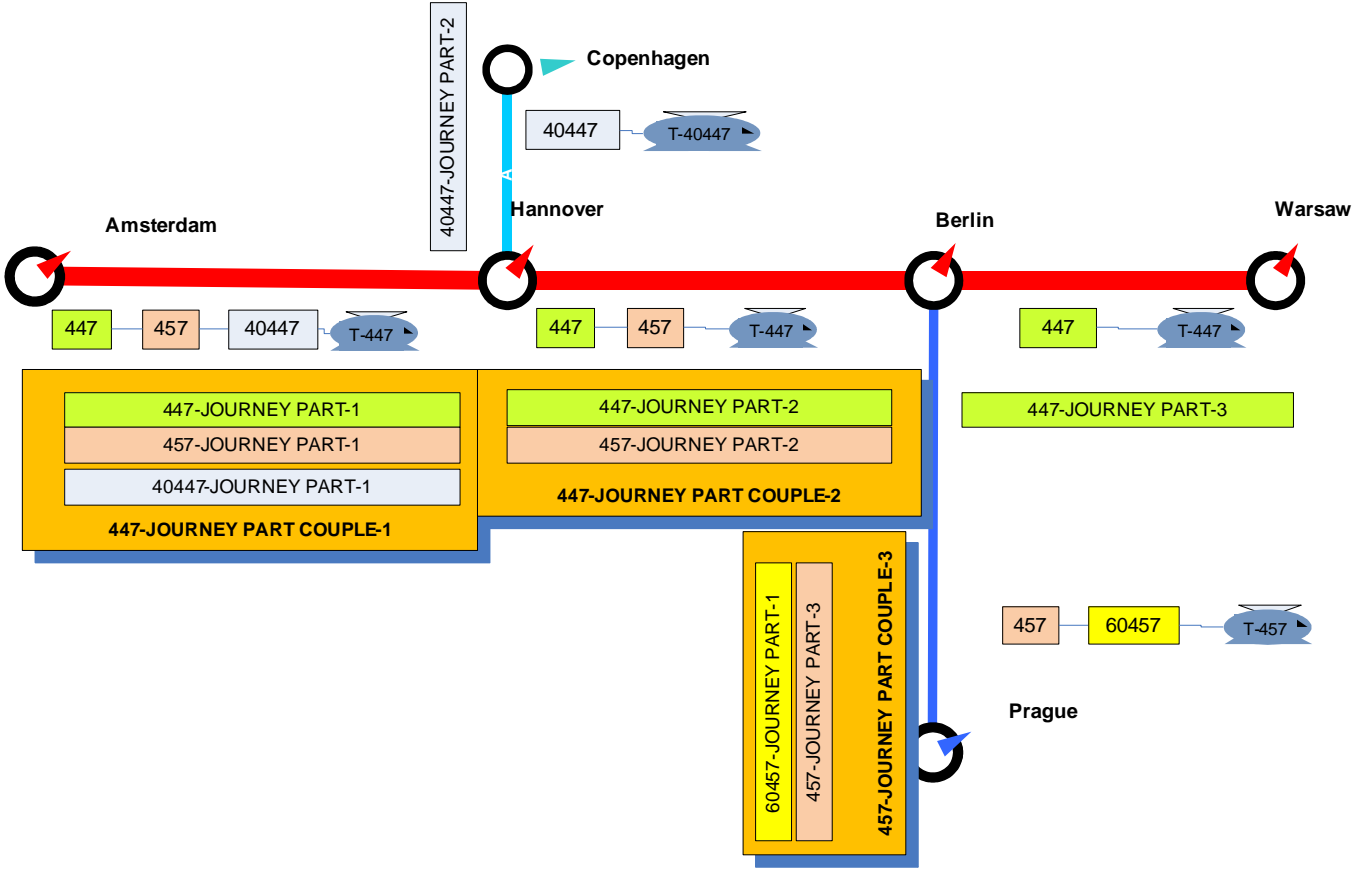 40447-JOURNEY PART-2
Copenhagen
40447
T-40447
A
Amsterdam
Hannover
Berlin
Warsaw
447
457
40447
T-447
447
457
T-447
447
T-447
447-JOURNEY PART-1
457-JOURNEY PART-1
40447-JOURNEY PART-1
447-JOURNEY PART COUPLE-1
447-JOURNEY PART-2
457-JOURNEY PART-2
447-JOURNEY PART COUPLE-2
447-JOURNEY PART-3
60457-JOURNEY PART-1
457-JOURNEY PART-3
457-JOURNEY PART COUPLE-3
457
60457
T-457
Prague